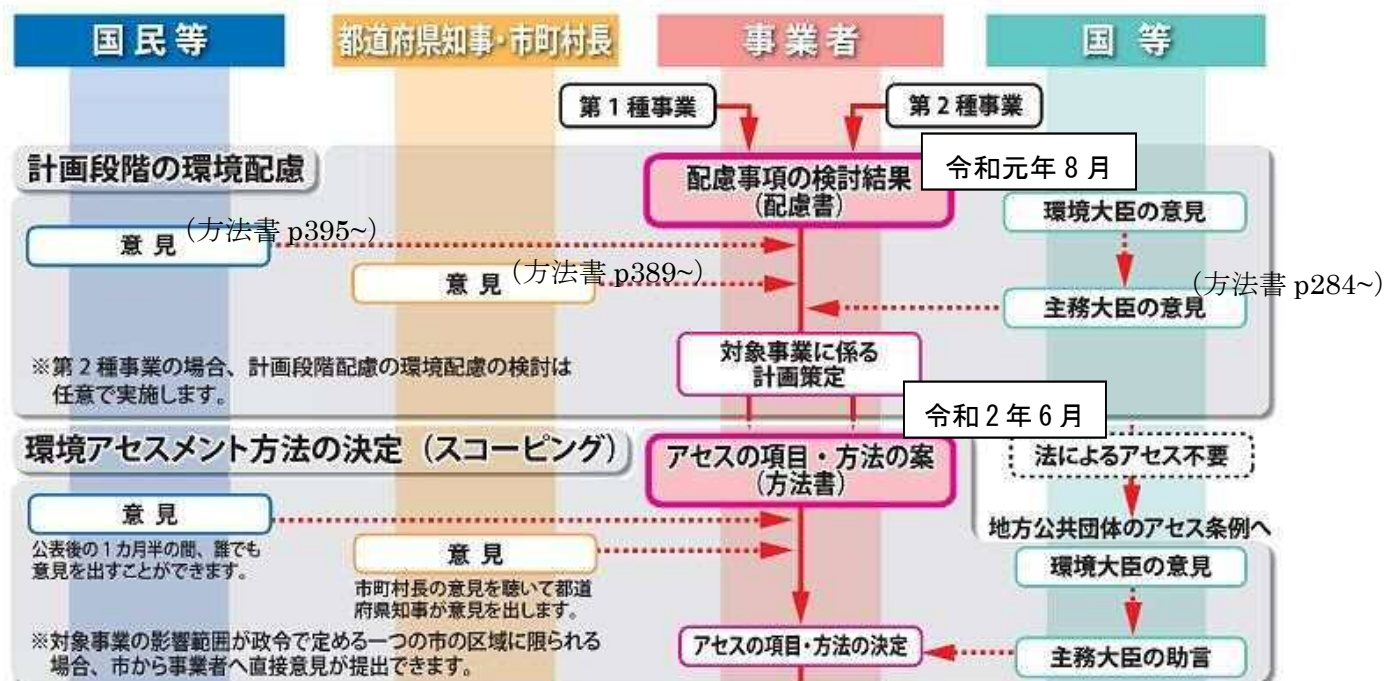 国民等
都道府県知事・市町村長
事業者
国 等
第1種事業
第2種事業
計画段階の環境配慮
配慮事項の検討結果
(配慮書)
令和元年8月
環境大臣の意見
意 見
(方法書 p395~)
意 見
(方法書 p389~)
主務大臣の意見
(方法書 p284~)
対象事業に係る
計画策定
※第2種事業の場合、計画段階配慮の環境配慮の検討は
任意で実施します。
令和2年6月
環境アセスメント方法の決定(スコーピング)
アセスの項目・方法の案
(方法書)
法によるアセス不要
地方公共団体のアセス条例へ
意 見
公表後の1カ月半の間、誰でも
意見を出すことができます。
意 見
市町村長の意見を聴いて都道
府県知事が意見を出します。
環境大臣の意見
※対象事業の影響範囲が政令で定める一つの市の区域に限られる
場合、市から事業者へ直接意見が提出できます。
アセスの項目・方法の決定
主務大臣の助言